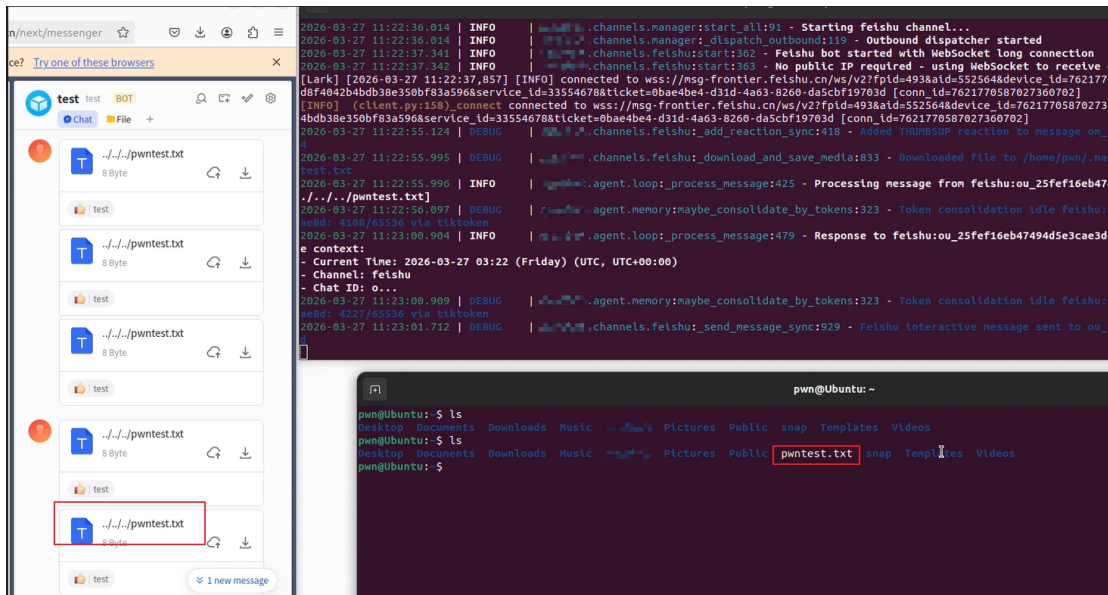 n/next/messenger
ce? Try one of these browsers
test test BOT
Chat File +
../../../pwntest.txt
8 Byte
test
../../../pwntest.txt
8 Byte
test
../../../pwntest.txt
8 Byte
test
../../../pwntest.txt
8 Byte
test
../../../pwntest.txt
8 Byte
test
1 new message
2026-03-27 11:22:36.014 | INFO | .channels.manager:start_all:91 - Starting feishu channel...
2026-03-27 11:22:36.014 | INFO | .channels.manager:_dispatch_outbound:119 - Outbound dispatcher started
2026-03-27 11:22:37.341 | INFO | .channels.feishu:start:362 - Feishu bot started with WebSocket long connection
2026-03-27 11:22:37.342 | INFO | .channels.feishu:start:363 - No public IP required - using WebSocket to receive
[Lark] [2026-03-27 11:22:37,857] [INFO] connected to wss://msg-frontier.feishu.cn/ws/v2?fpid=493&aid=552564&device_id=762177
d8f4042b4bdb38e350bf83a596&service_id=33554678&ticket=0bae4be4-d31d-4a63-8260-da5cbf19703d [conn_id=7621770587027360702]
[INFO] (client.py:158)_connect connected to wss://msg-frontier.feishu.cn/ws/v2?fpid=493&aid=552564&device_id=76217705870273
4bdb38e350bf83a596&service_id=33554678&ticket=0bae4be4-d31d-4a63-8260-da5cbf19703d [conn_id=7621770587027360702]
2026-03-27 11:22:55.124 | DEBUG | .channels.feishu:_add_reaction_sync:418 - Added THUMBSUP reaction to message om_
4
2026-03-27 11:22:55.995 | DEBUG | .channels.feishu:_download_and_save_media:833 - Downloaded file to /home/pwn/.na
test.txt
2026-03-27 11:22:55.996 | INFO | .agent.loop:_process_message:425 - Processing message from feishu:ou_25fef16eb47
./../../pwntest.txt]
2026-03-27 11:22:56.097 | DEBUG | .agent.memory:maybe_consolidate_by_tokens:323 - Token consolidation idle feishu:
ae8d: 4108/65536 via tiktoken
2026-03-27 11:23:00.904 | INFO | .agent.loop:_process_message:479 - Response to feishu:ou_25fef16eb47494d5e3cae3d
e context:
- Current Time: 2026-03-27 03:22 (Friday) (UTC, UTC+00:00)
- Channel: feishu
- Chat ID: o...
2026-03-27 11:23:00.909 | DEBUG | .agent.memory:maybe_consolidate_by_tokens:323 - Token consolidation idle feishu:
ae8d: 4227/65536 via tiktoken
2026-03-27 11:23:01.712 | DEBUG | .channels.feishu:_send_message_sync:929 - Feishu interactive message sent to ou_
d
pwn@Ubuntu: ~
pwn@Ubuntu:~$ ls
Desktop Documents Downloads Music Pictures Public snap Templates Videos
pwn@Ubuntu:~$ ls
Desktop Documents Downloads Music Pictures Public pwntest.txt snap Templates Videos
pwn@Ubuntu:~$